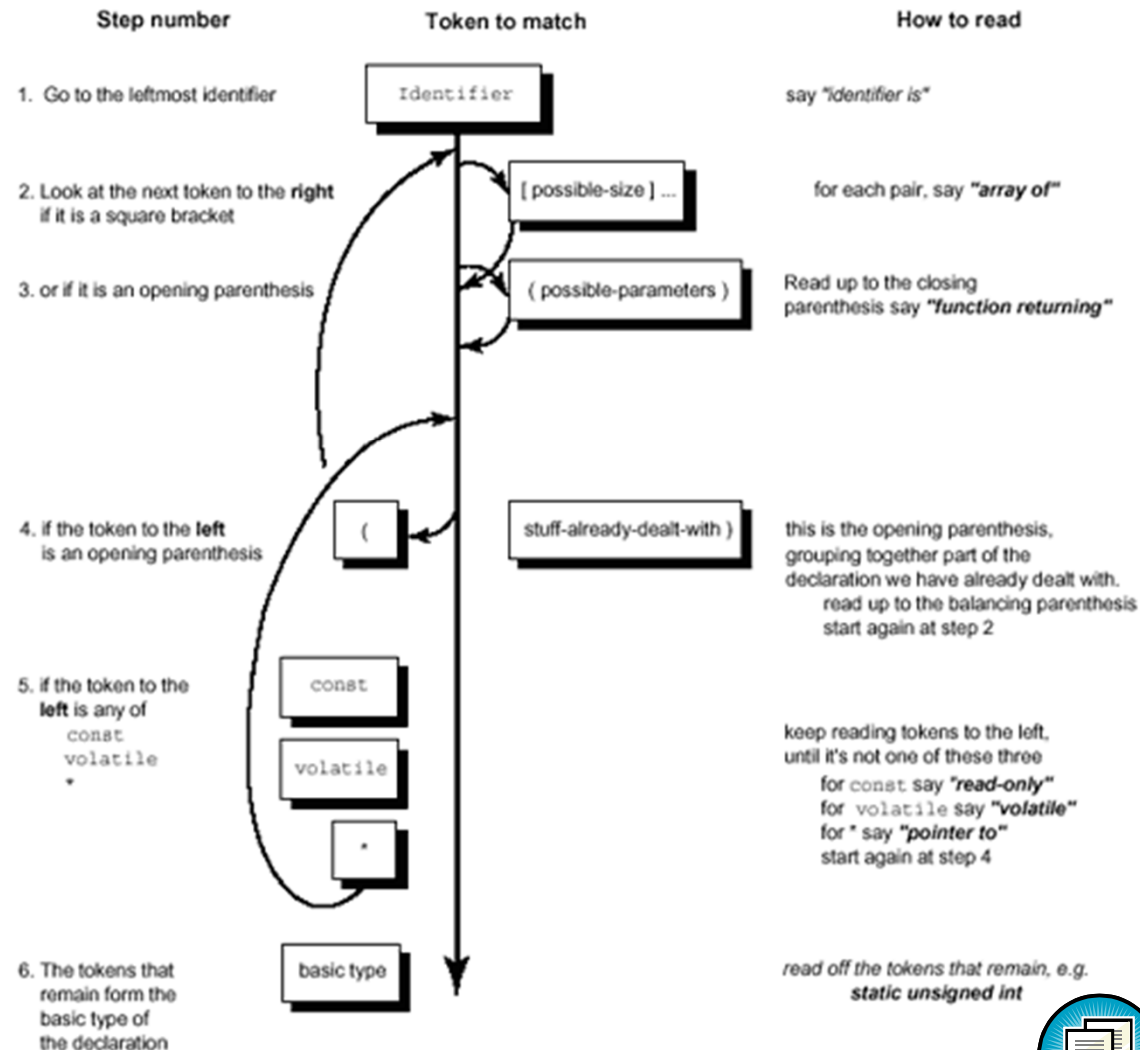 Step number
Token to match
How to read
1. Go to the leftmost identifier
Identifier
say "identifier is"
2. Look at the next token to the right
if it is a square bracket
[ possible-size ] ...
for each pair, say "array of"
3. or if it is an opening parenthesis
( possible-parameters )
Read up to the closing
parenthesis say "function returning"
4. if the token to the left
is an opening parenthesis
(
stuff-already-dealt-with )
this is the opening parenthesis,
grouping together part of the
declaration we have already dealt with.
read up to the balancing parenthesis
start again at step 2
5. if the token to the
left is any of
const
volatile
*
const
volatile
*
keep reading tokens to the left,
until it's not one of these three
for const say "read-only"
for volatile say "volatile"
for * say "pointer to"
start again at step 4
6. The tokens that
remain form the
basic type of
the declaration
basic type
read off the tokens that remain, e.g.
static unsigned int